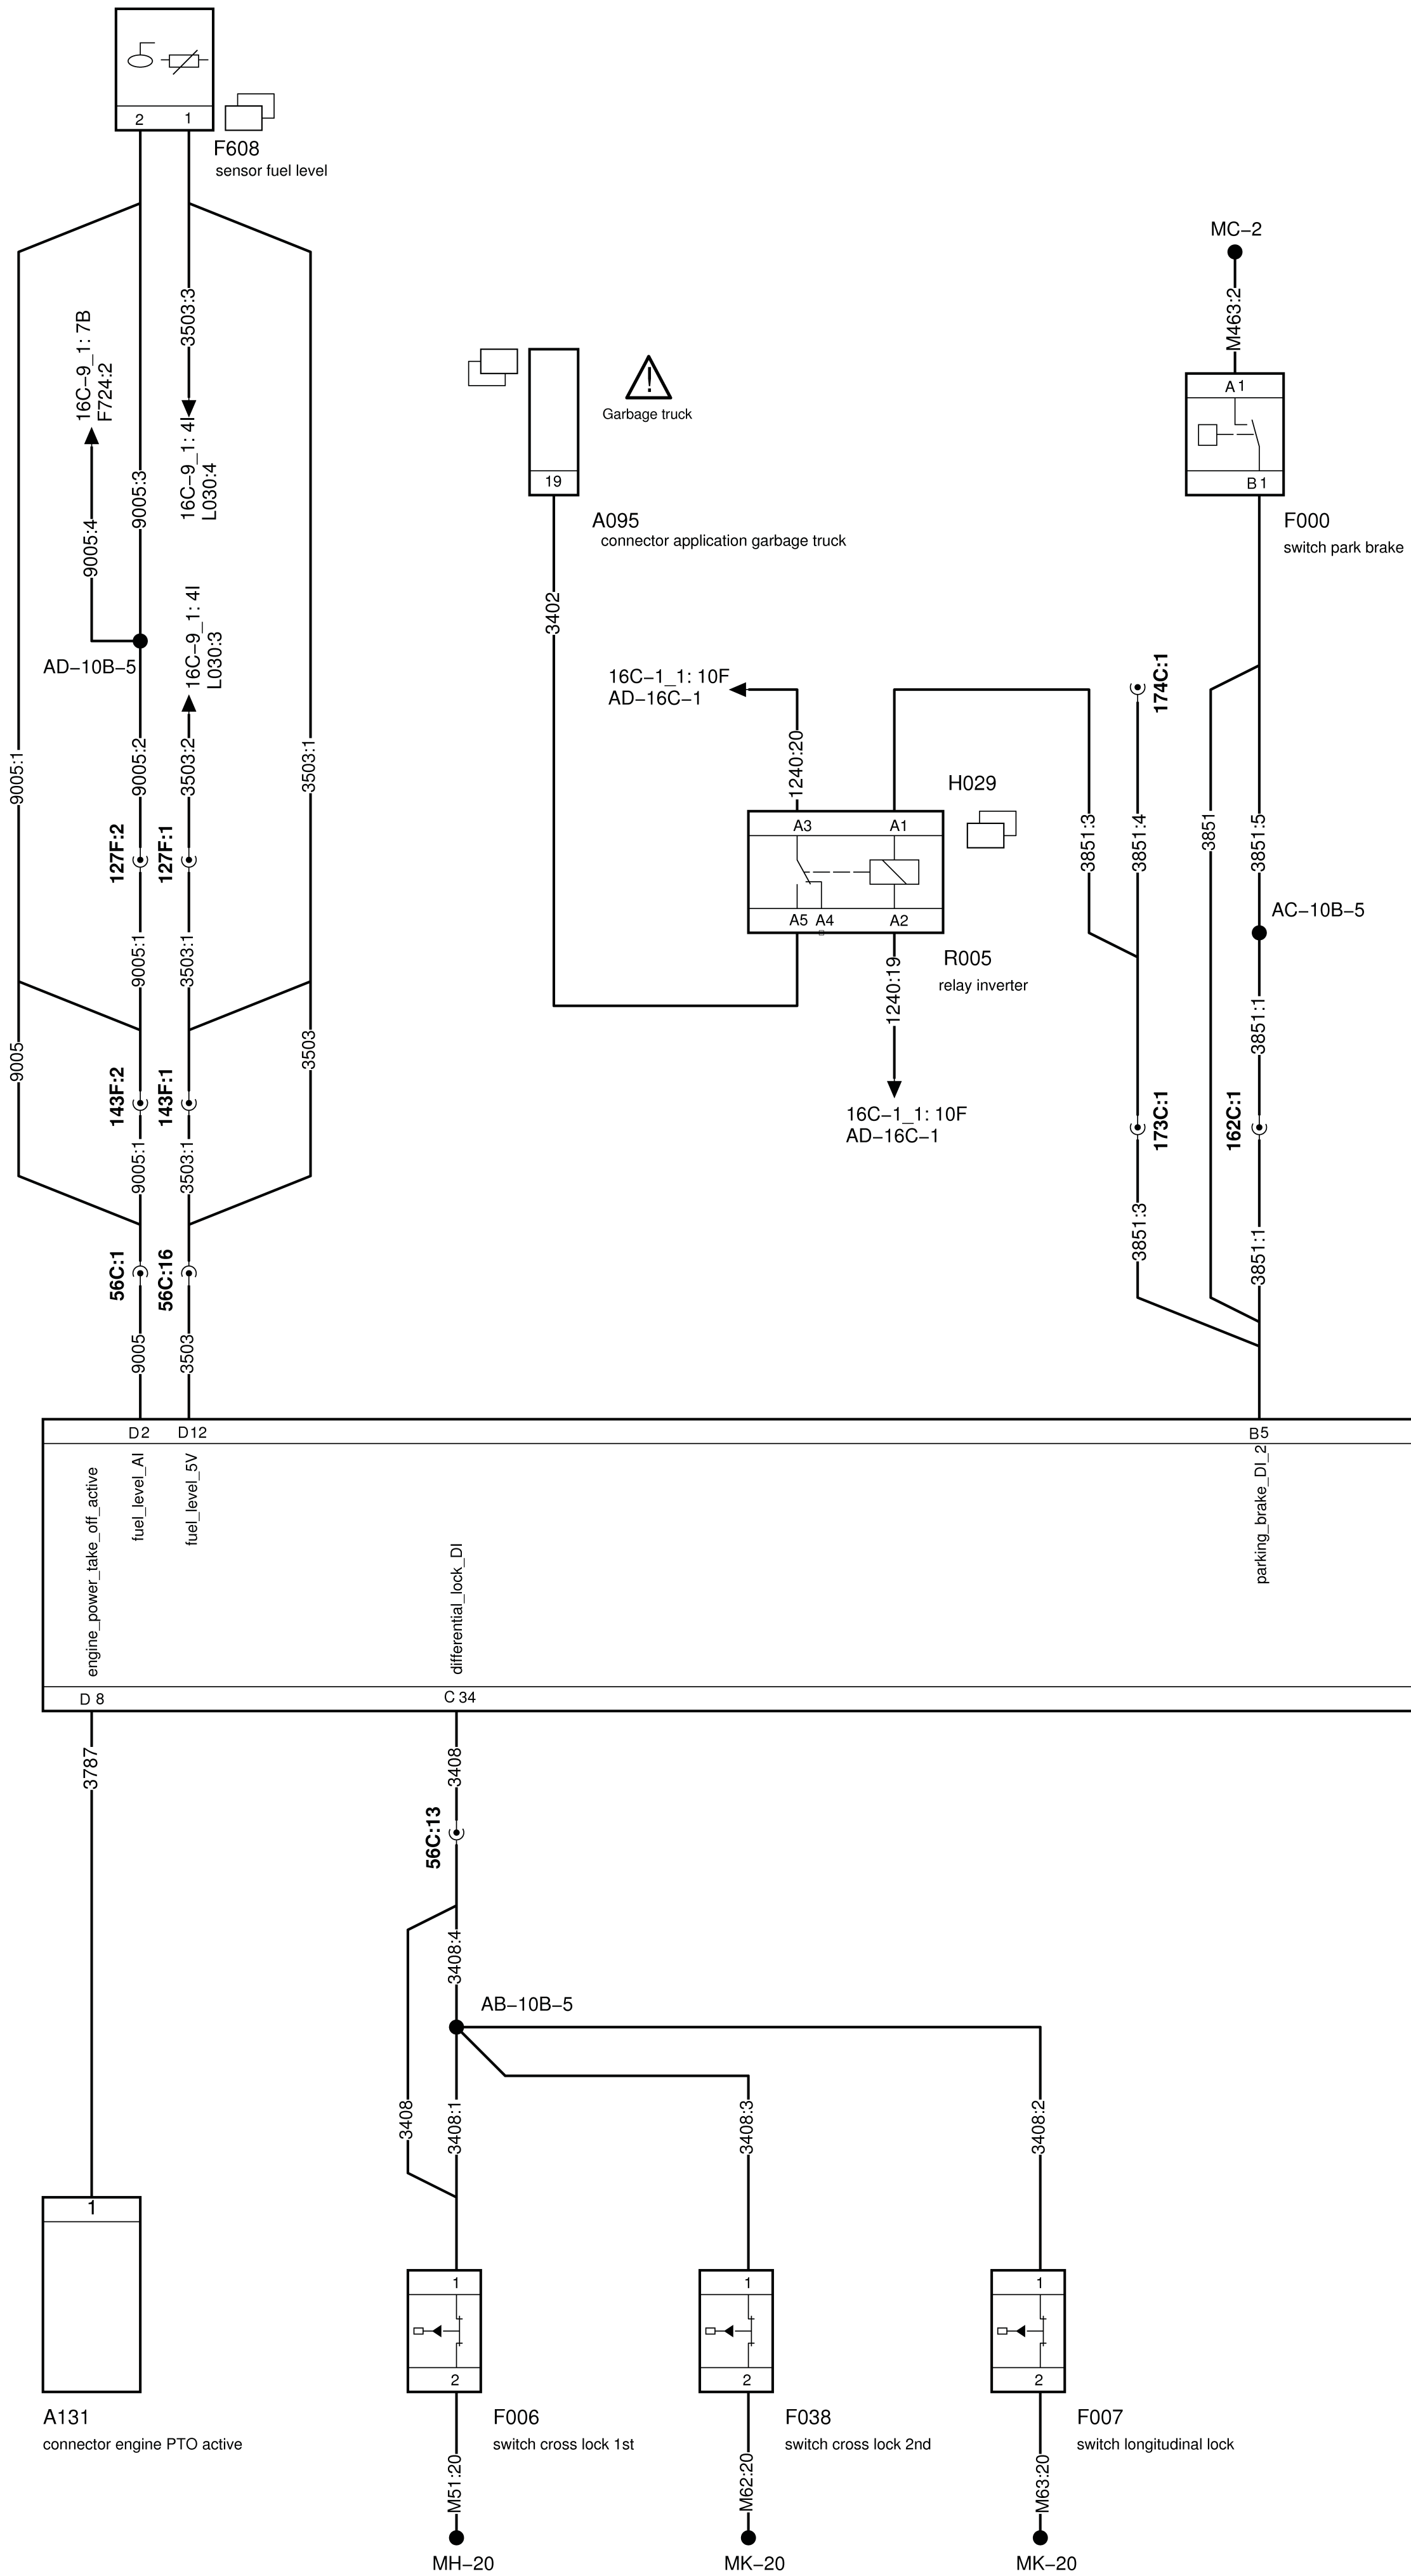 2 1
F608
sensor fuel level
MC-2
M463:2
3503:3
16C-9_1: 7B
F724:2
A 1
Garbage truck
16C-9_1: 4I
L030:4
19
B 1
9005:3
A095
connector application garbage truck
F000
switch park brake
9005:4
3402
16C-9_1: 4I
L030:3
AD-10B-5
174C:1
16C-1_1: 10F
AD-16C-1
9005:1
9005:2
3503:2
3503:1
1240:20
H029
A3 A1
127F:2
127F:1
3851:3
3851:4
3851
3851:5
A5 A4 A2
AC-10B-5
R005
relay inverter
9005:1
3503:1
1240:19
3851:1
9005
3503
143F:2
143F:1
16C-1_1: 10F
AD-16C-1
173C:1
162C:1
9005:1
3503:1
3851:3
3851:1
56C:1
56C:16
9005
3503
D 2 D12 B5
engine_power_take_off_active
fuel_level_AI
fuel_level_5V
differential_lock_DI
parking_brake_DI_2
D 8 C 34
3787
3408
56C:13
3408:4
AB-10B-5
3408
3408:1
3408:3
3408:2
1
1 1 1
2 2 2
A131
connector engine PTO active
F006
switch cross lock 1st
F038
switch cross lock 2nd
F007
switch longitudinal lock
M51:20
M62:20
M63:20
MH-20 MK-20 MK-20